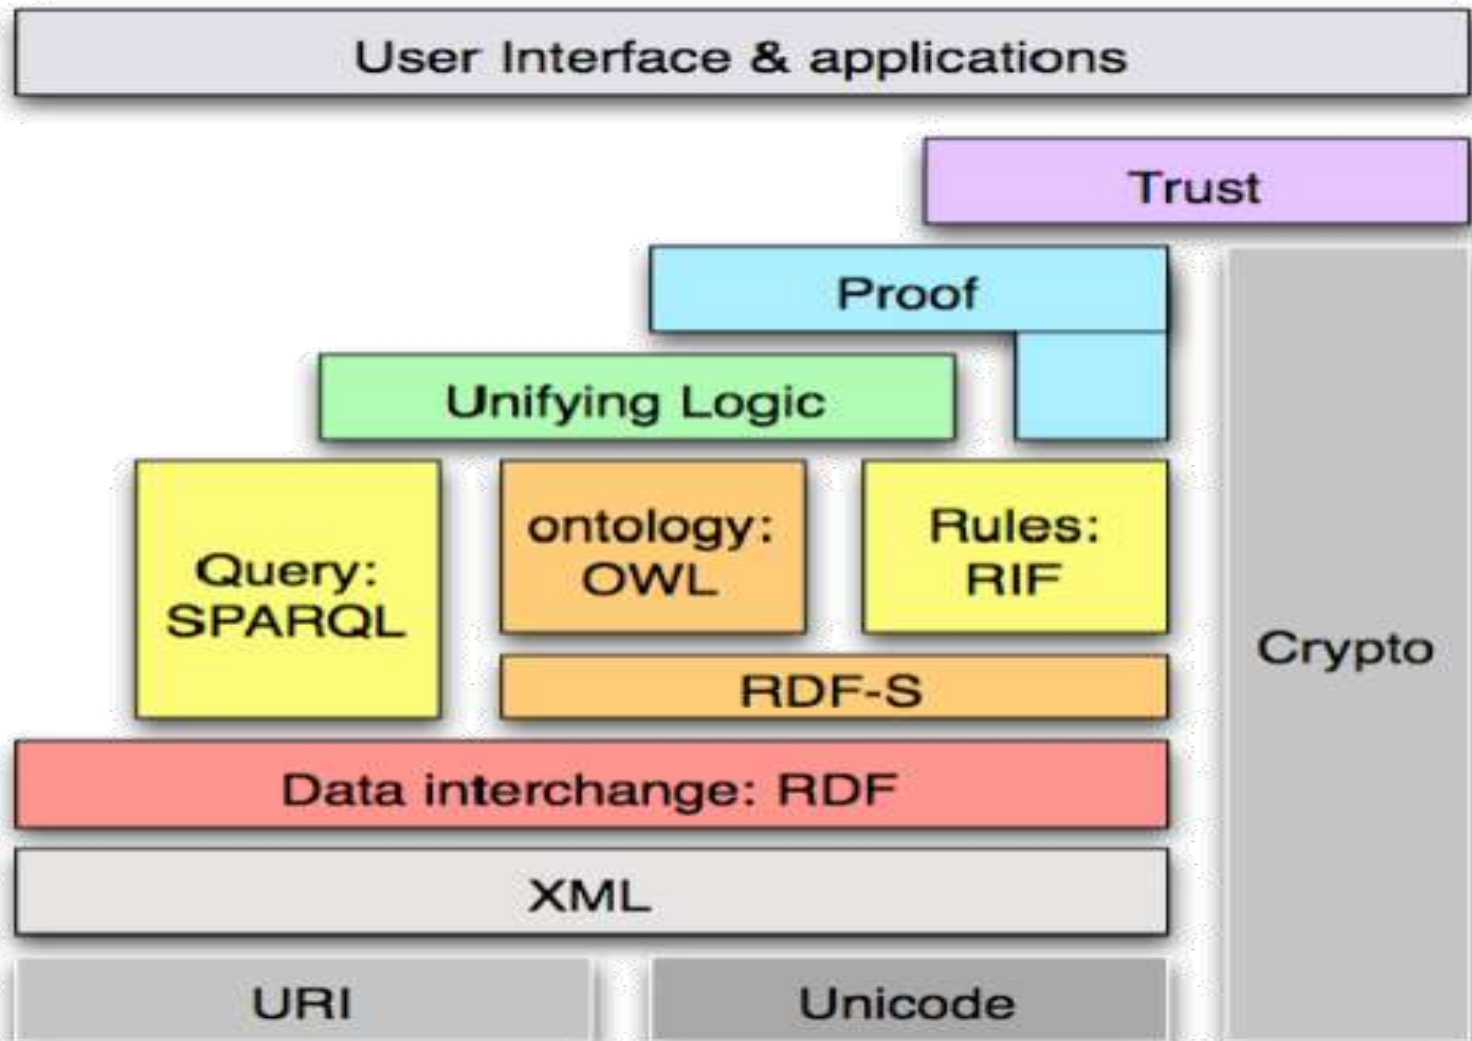 User Interface & applications
Trust
Proof
Unifying Logic
Query:
SPARQL
ontology:
OWL
Rules:
RIF
Crypto
RDF-S
Data interchange: RDF
XML
URI
Unicode